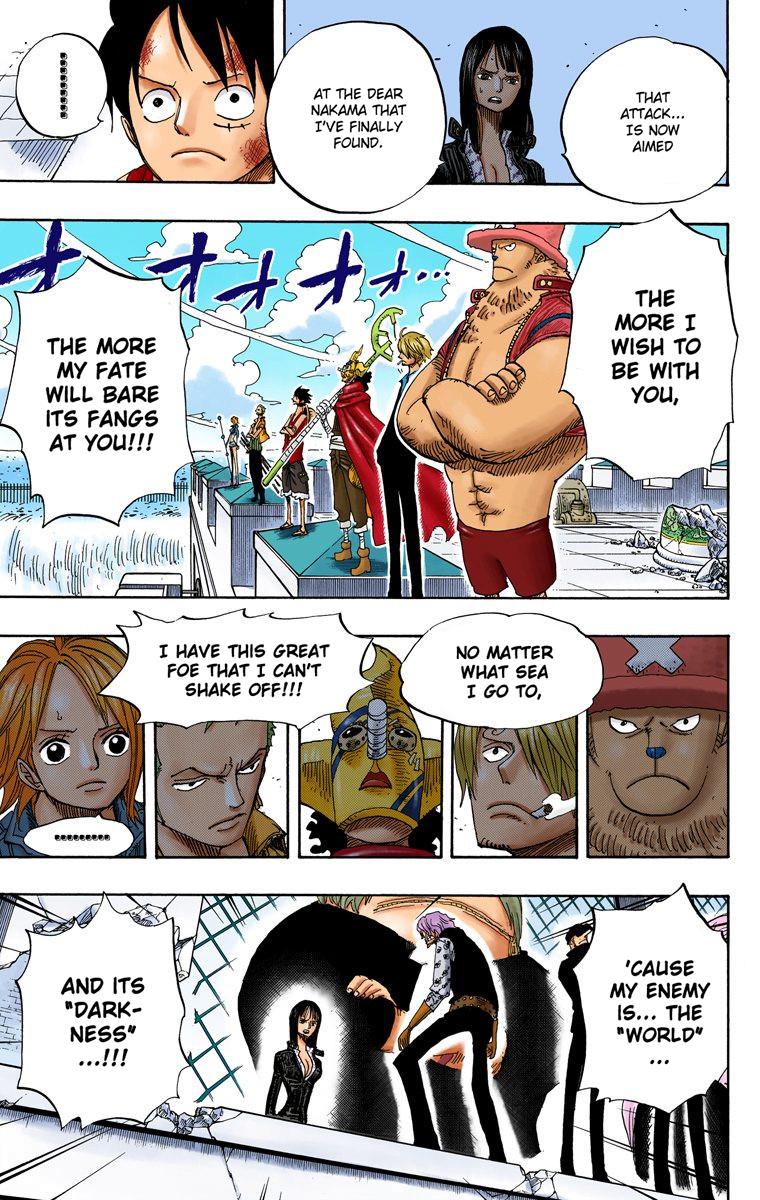 THAT
ATTACK...
IS NOW
AIMED
AT THE DEAR
NAKAMA THAT
I'VE FINALLY
FOUND.
.........
THE
MORE I
WISH TO
BE WITH
YOU,
オオオオオ...
THE MORE
MY FATE
WILL BARE
ITS FANGS
AT YOU!!!
NO MATTER
WHAT SEA
I GO TO,
I HAVE THIS GREAT
FOE THAT I CAN'T
SHAKE OFF!!!
.........
'CAUSE
MY ENEMY
IS... THE
"WORLD"
...
AND ITS
"DARK-
NESS"
...!!!